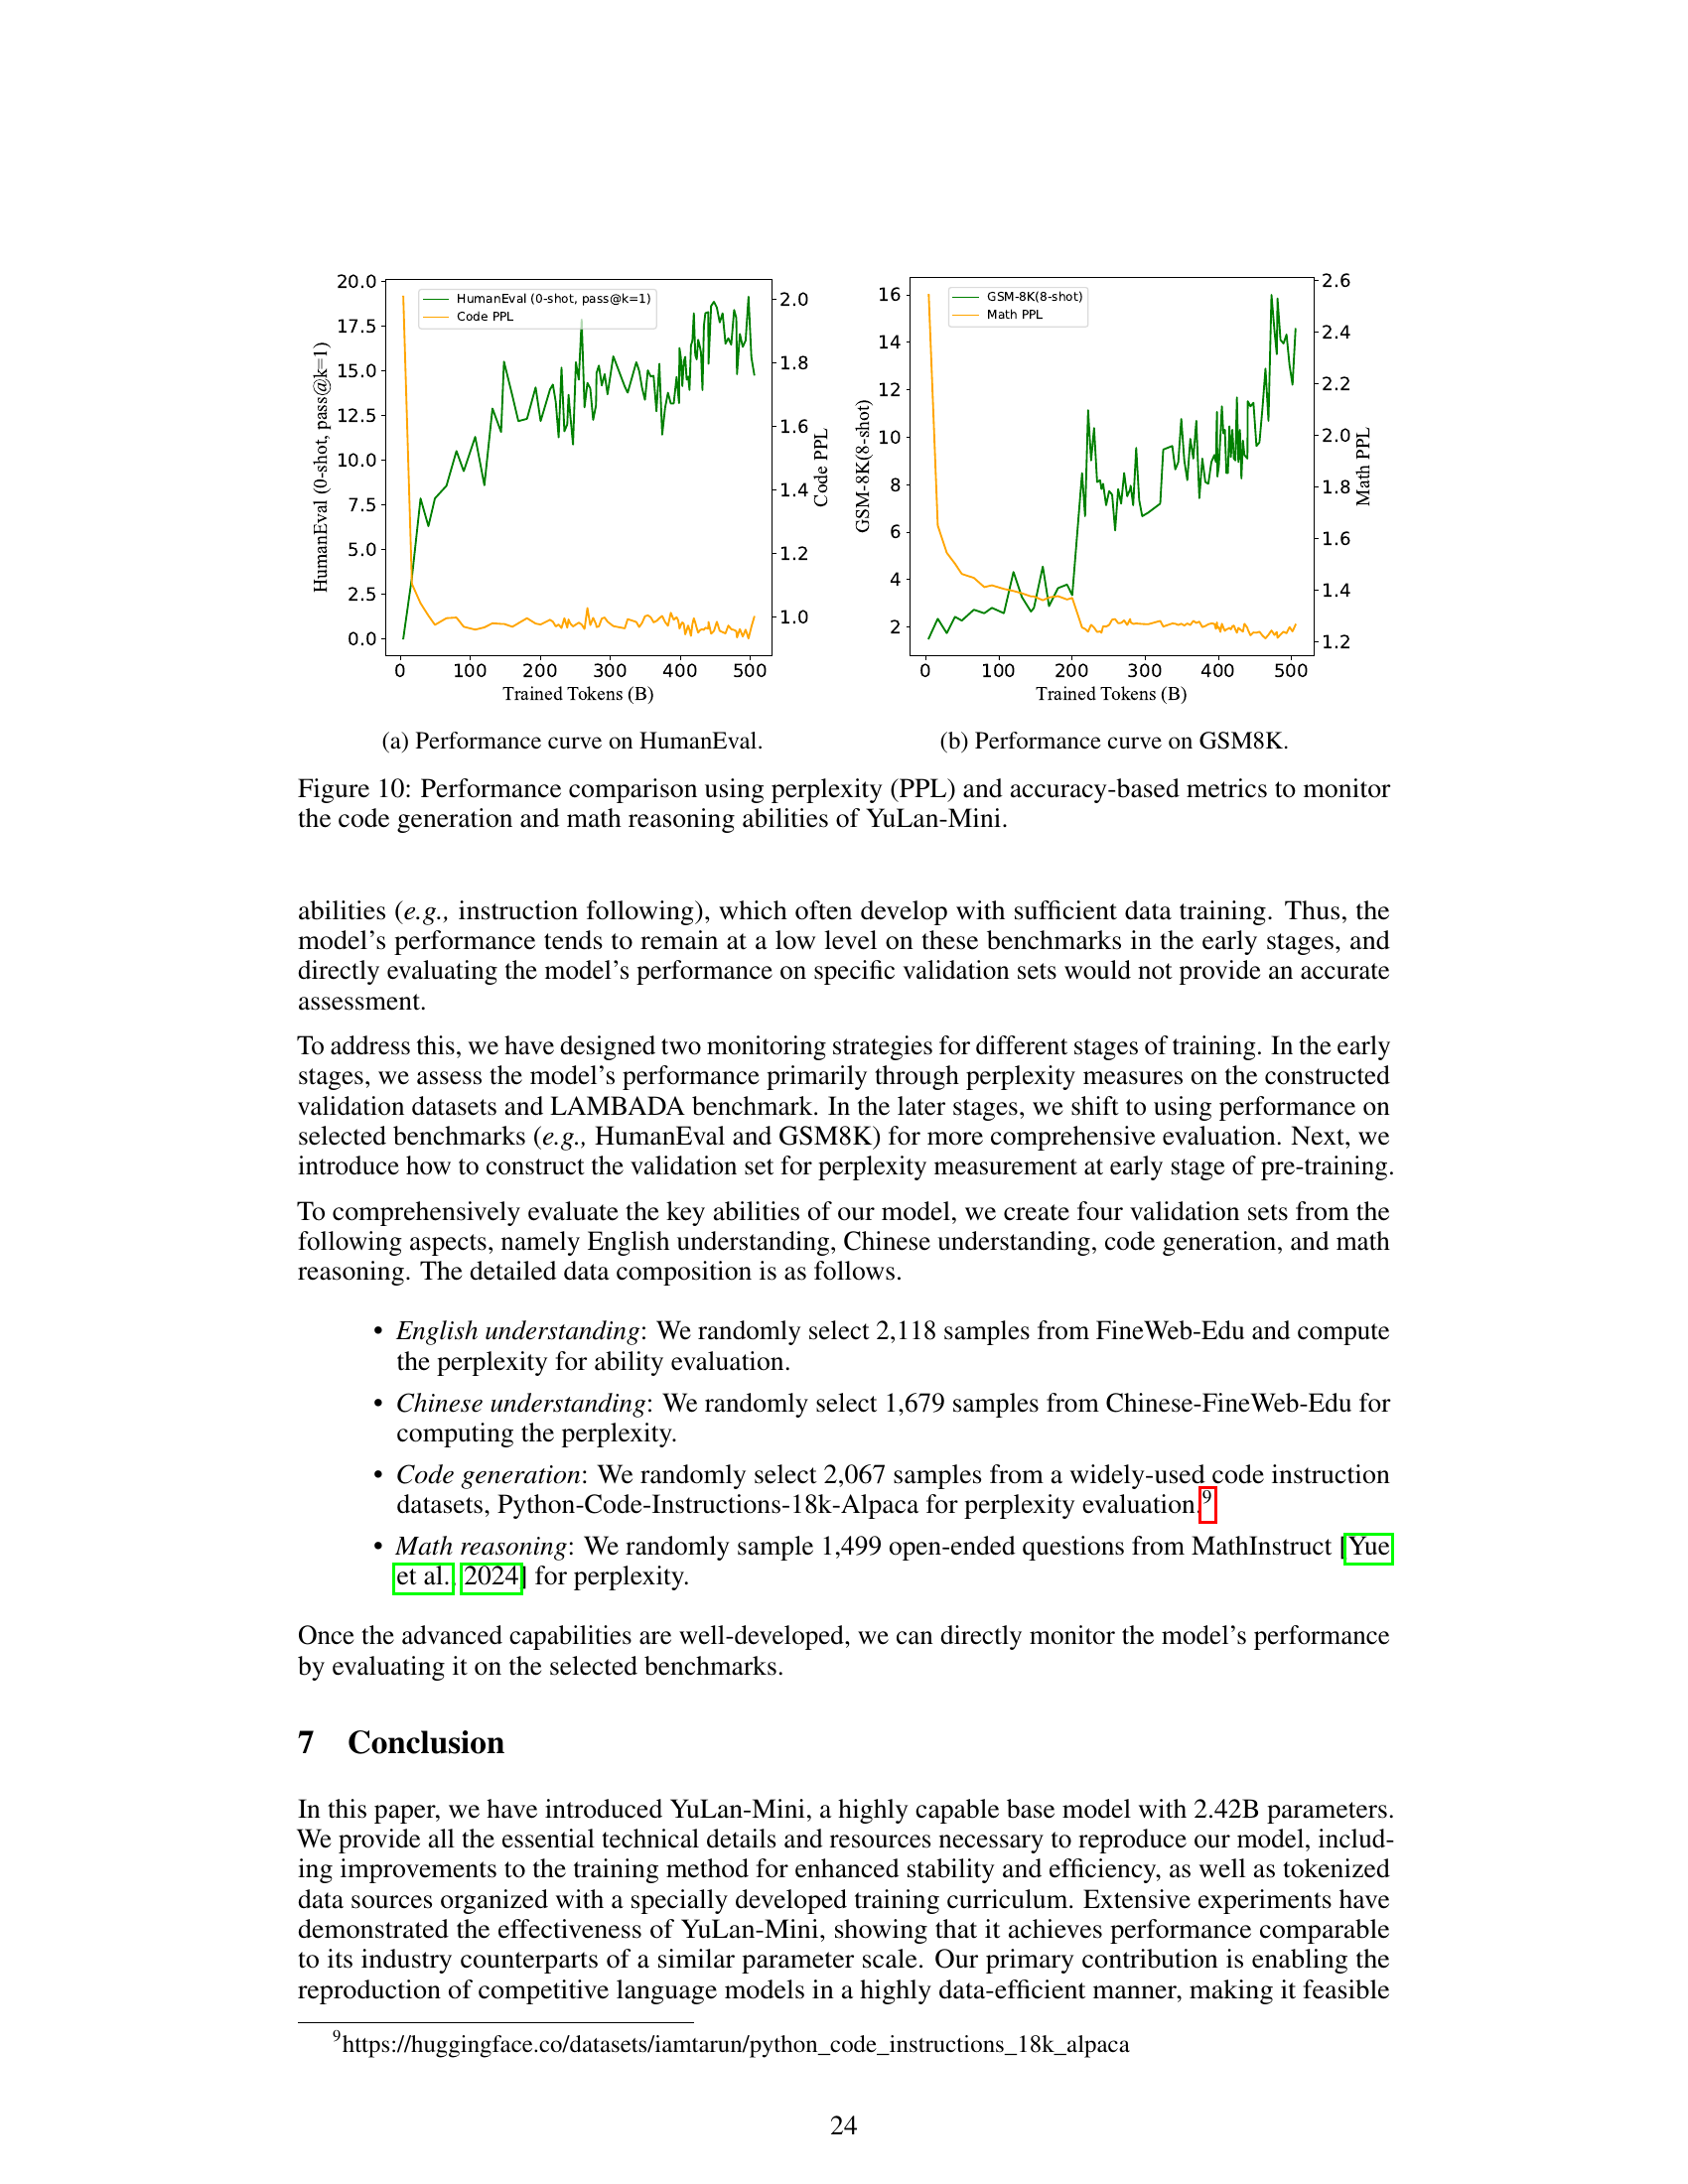 20.0
17.5
15.0
12.5
10.0
7.5
5.0
2.5
0.0
HumanEval (0-shot, pass@k=1)
HumanEval (0-shot, pass@k=1)
Code PPL
2.0
1.8
1.6
1.4
1.2
1.0
Code PPL
0 100 200 300 400 500
Trained Tokens (B)
(a) Performance curve on HumanEval.
16
14
12
10
8
6
4
2
GSM-8K(8-shot)
GSM-8K(8-shot)
Math PPL
2.6
2.4
2.2
2.0
1.8
1.6
1.4
1.2
Math PPL
0 100 200 300 400 500
Trained Tokens (B)
(b) Performance curve on GSM8K.
Figure 10: Performance comparison using perplexity (PPL) and accuracy-based metrics to monitor
the code generation and math reasoning abilities of YuLan-Mini.
abilities (e.g., instruction following), which often develop with sufficient data training. Thus, the
model's performance tends to remain at a low level on these benchmarks in the early stages, and
directly evaluating the model's performance on specific validation sets would not provide an accurate
assessment.
To address this, we have designed two monitoring strategies for different stages of training. In the early
stages, we assess the model's performance primarily through perplexity measures on the constructed
validation datasets and LAMBADA benchmark. In the later stages, we shift to using performance on
selected benchmarks (e.g., HumanEval and GSM8K) for more comprehensive evaluation. Next, we
introduce how to construct the validation set for perplexity measurement at early stage of pre-training.
To comprehensively evaluate the key abilities of our model, we create four validation sets from the
following aspects, namely English understanding, Chinese understanding, code generation, and math
reasoning. The detailed data composition is as follows.
• English understanding: We randomly select 2,118 samples from FineWeb-Edu and compute
the perplexity for ability evaluation.
• Chinese understanding: We randomly select 1,679 samples from Chinese-FineWeb-Edu for
computing the perplexity.
• Code generation: We randomly select 2,067 samples from a widely-used code instruction
datasets, Python-Code-Instructions-18k-Alpaca for perplexity evaluation.9
• Math reasoning: We randomly sample 1,499 open-ended questions from MathInstruct [Yue
et al., 2024] for perplexity.
Once the advanced capabilities are well-developed, we can directly monitor the model's performance
by evaluating it on the selected benchmarks.
7 Conclusion
In this paper, we have introduced YuLan-Mini, a highly capable base model with 2.42B parameters.
We provide all the essential technical details and resources necessary to reproduce our model, includ-
ing improvements to the training method for enhanced stability and efficiency, as well as tokenized
data sources organized with a specially developed training curriculum. Extensive experiments have
demonstrated the effectiveness of YuLan-Mini, showing that it achieves performance comparable
to its industry counterparts of a similar parameter scale. Our primary contribution is enabling the
reproduction of competitive language models in a highly data-efficient manner, making it feasible
9https://huggingface.co/datasets/iamtarun/python_code_instructions_18k_alpaca
24